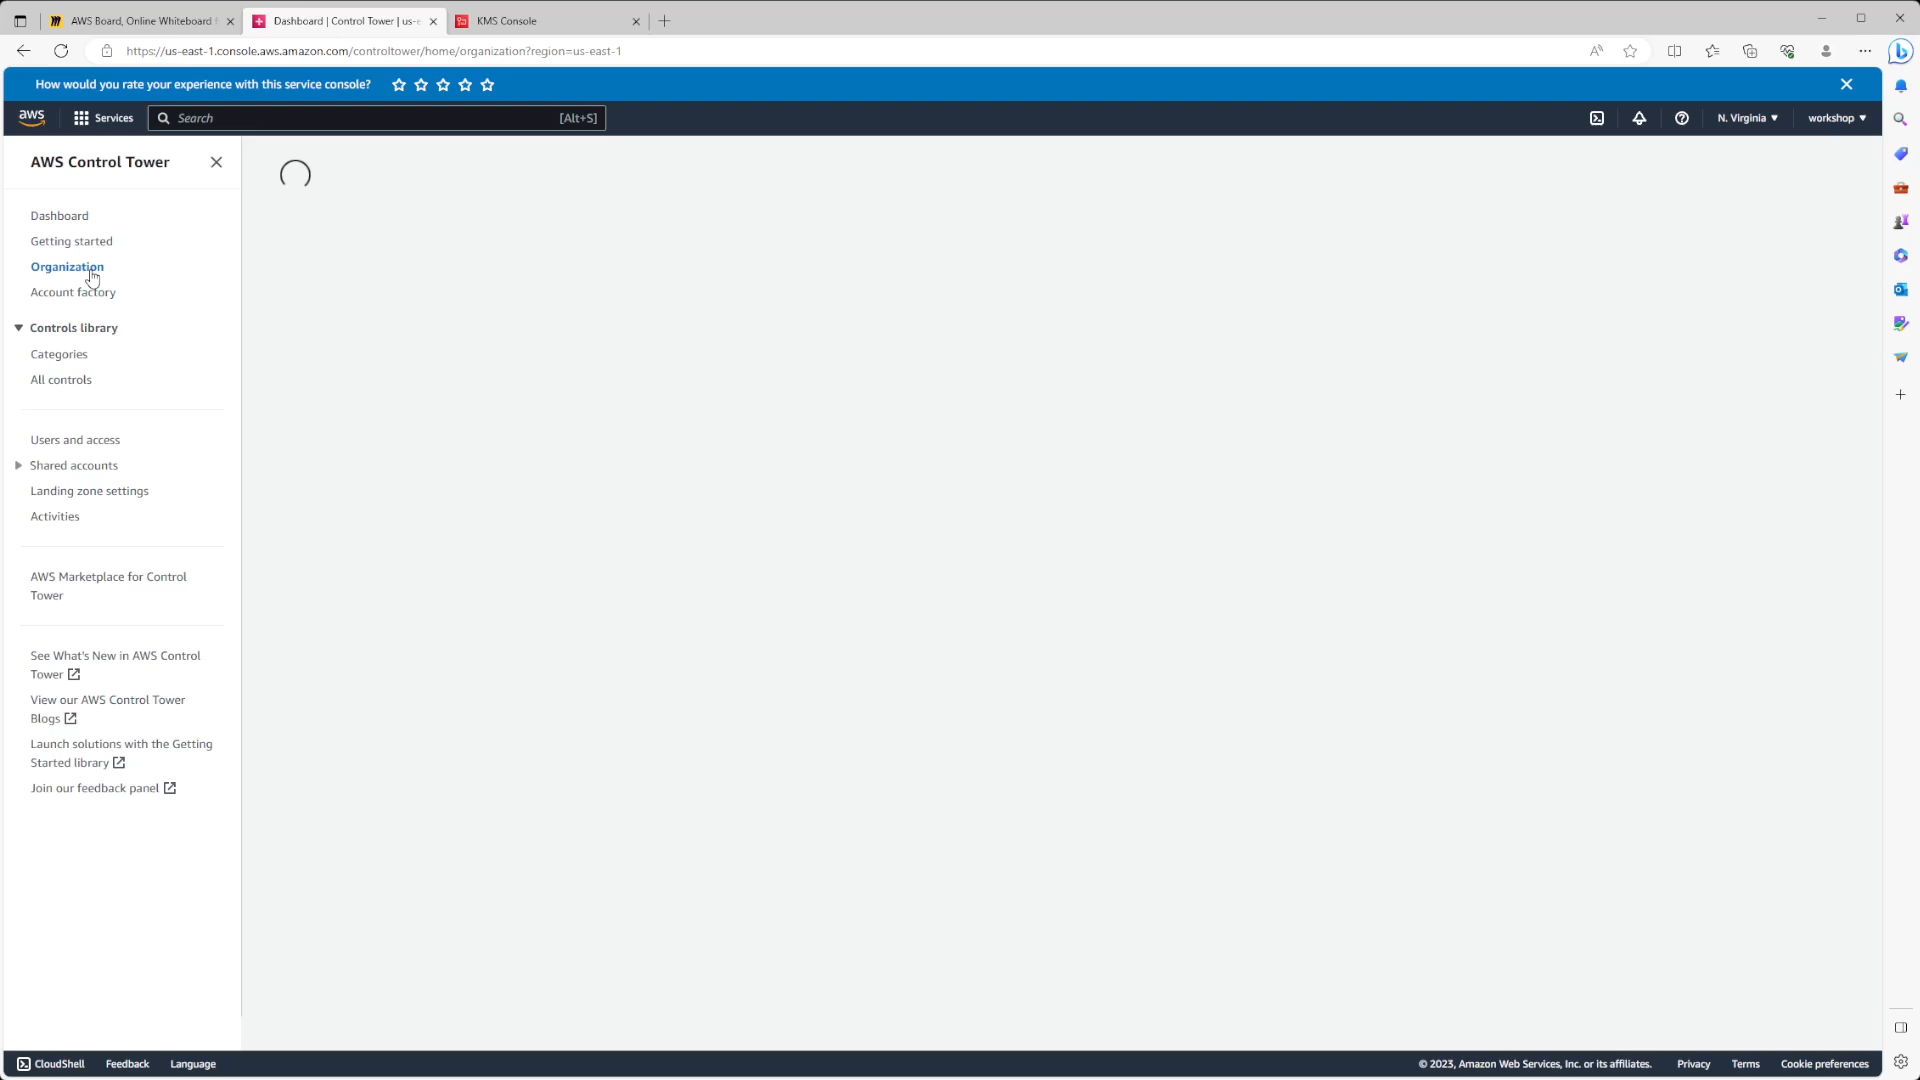 AWS Board, Online Whiteboard
Dashboard | Control Tower | us-e
KMS Console
https://us-east-1.console.aws.amazon.com/controltower/home/organization?region=us-east-1
How would you rate your experience with this service console?
aws
Services
Search
[Alt+S]
N. Virginia
workshop
AWS Control Tower
Dashboard
Getting started
Organization
Account factory
Controls library
Categories
All controls
Users and access
Shared accounts
Landing zone settings
Activities
AWS Marketplace for Control
Tower
See What's New in AWS Control
Tower
View our AWS Control Tower
Blogs
Launch solutions with the Getting
Started library
Join our feedback panel
CloudShell
Feedback
Language
© 2023, Amazon Web Services, Inc. or its affiliates.
Privacy
Terms
Cookie preferences